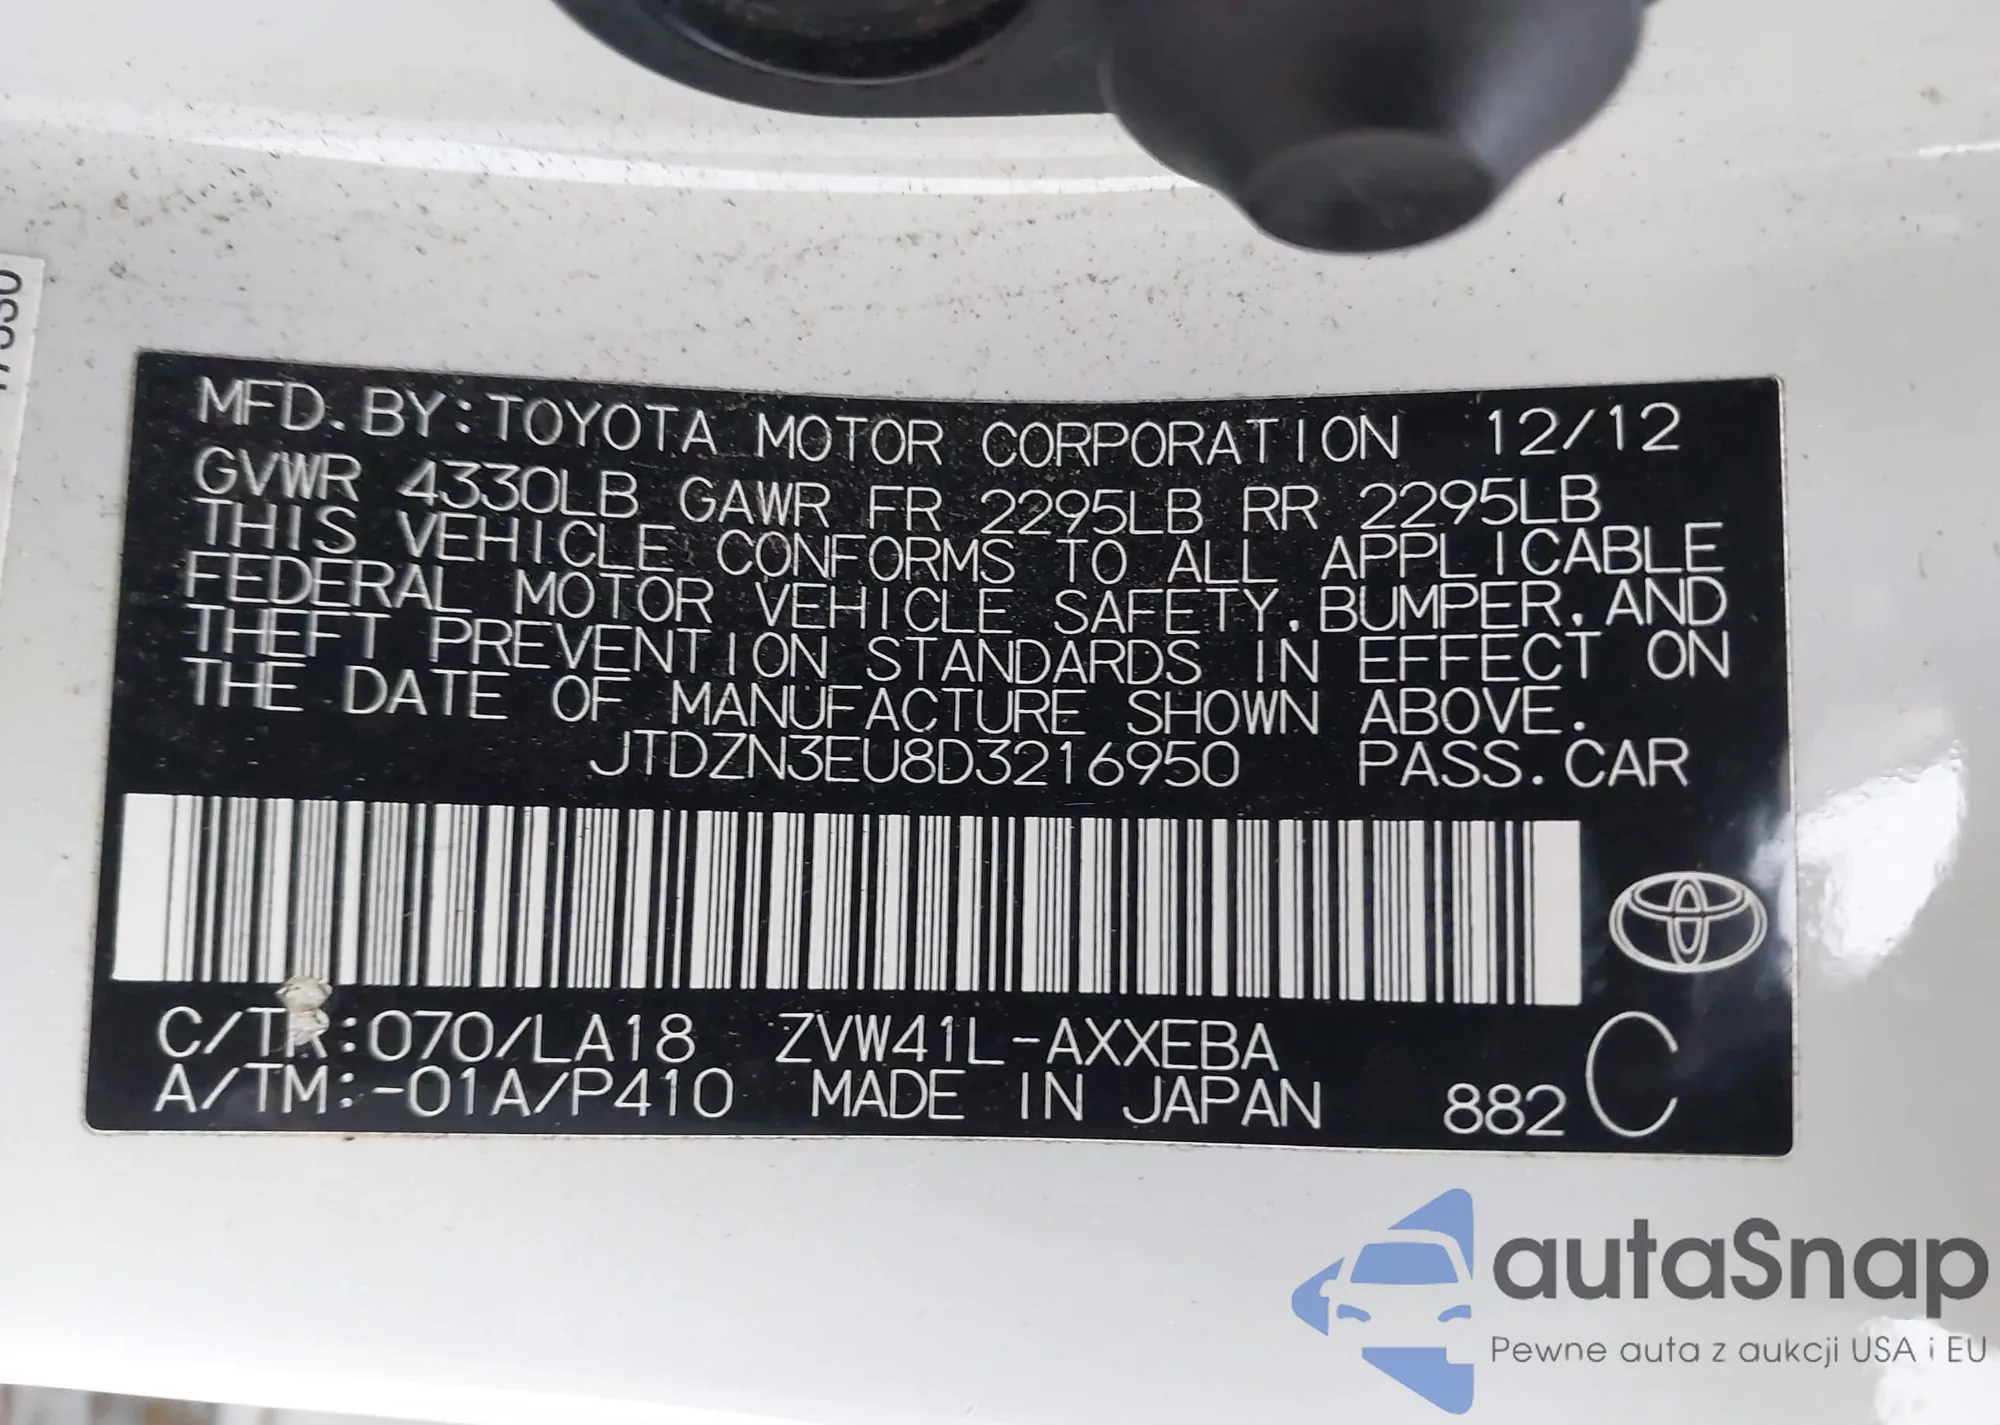 MFD. BY: TOYOTA MOTOR CORPORATION 12/12
GVWR 4330LB GAWR FR 2295LB RR 2295LB
THIS VEHICLE CONFORMS TO ALL APPLICABLE
FEDERAL MOTOR VEHICLE SAFETY, BUMPER, AND
THEFT PREVENTION STANDARDS IN EFFECT ON
THE DATE OF MANUFACTURE SHOWN ABOVE.
JTDZN3EU8D3216950 PASS. CAR
C/TR:070/LA18 ZVW41L-AXXEBA
A/TM:-01A/P410 MADE IN JAPAN 882 C
autaSnap
Pewne auta z aukcji USA i EU